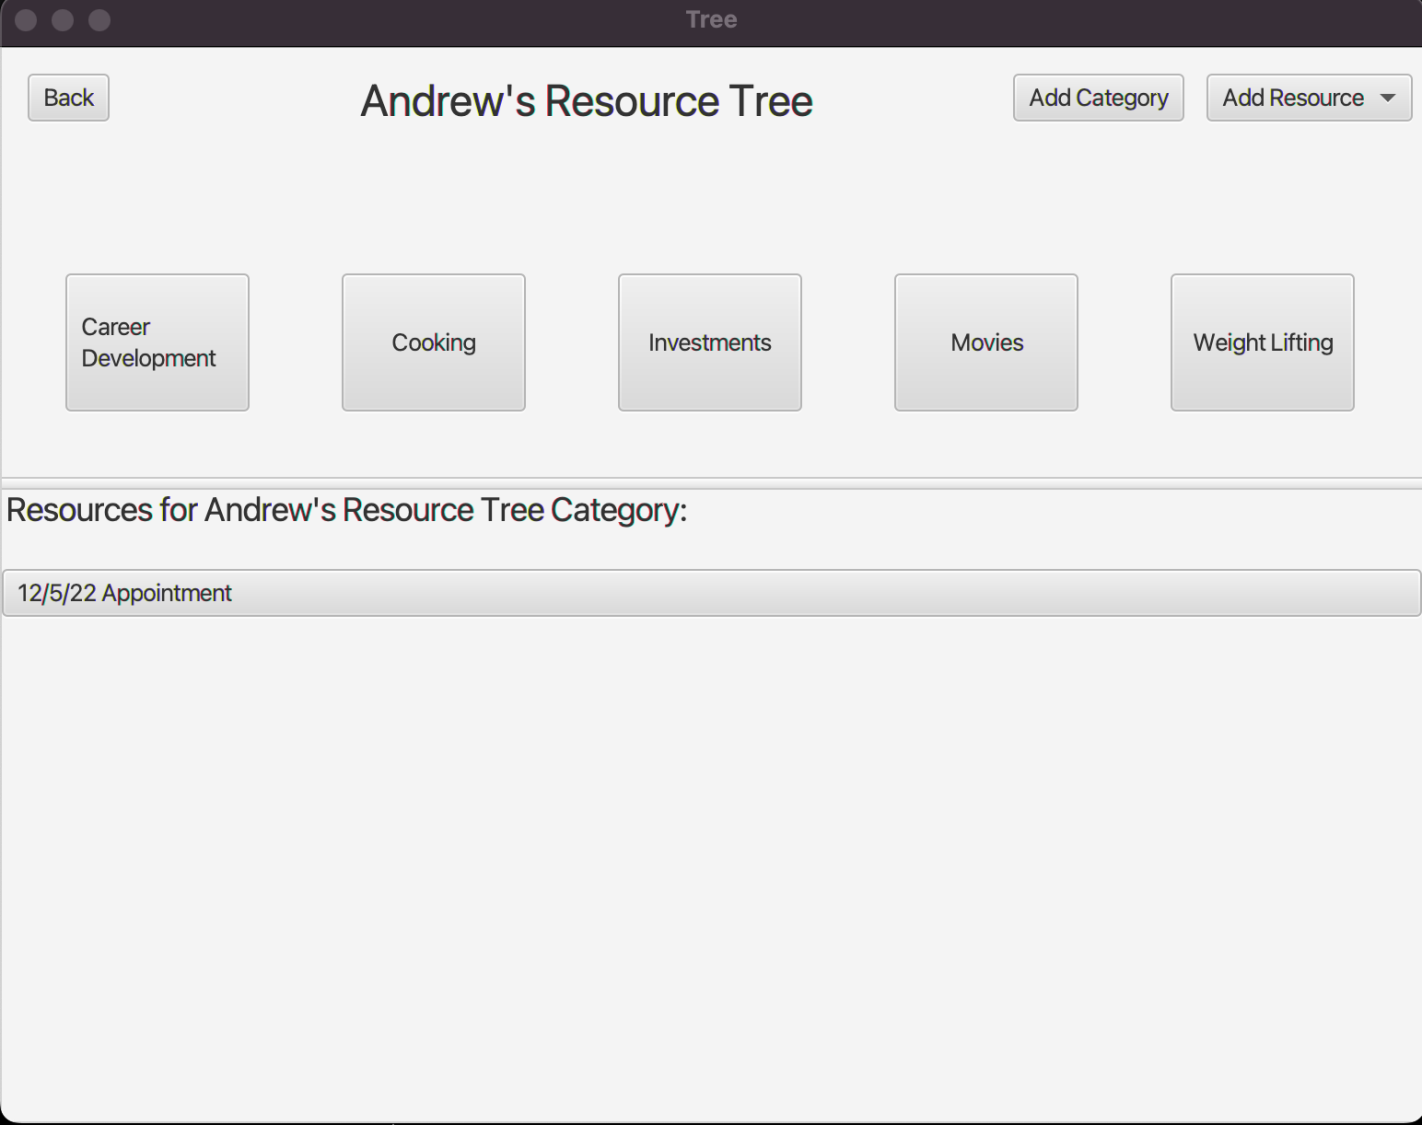 Tree
Back
Andrew's Resource Tree
Add Category
Add Resource
Career
Development
Cooking
Investments
Movies
Weight Lifting
Resources for Andrew's Resource Tree Category:
12/5/22 Appointment